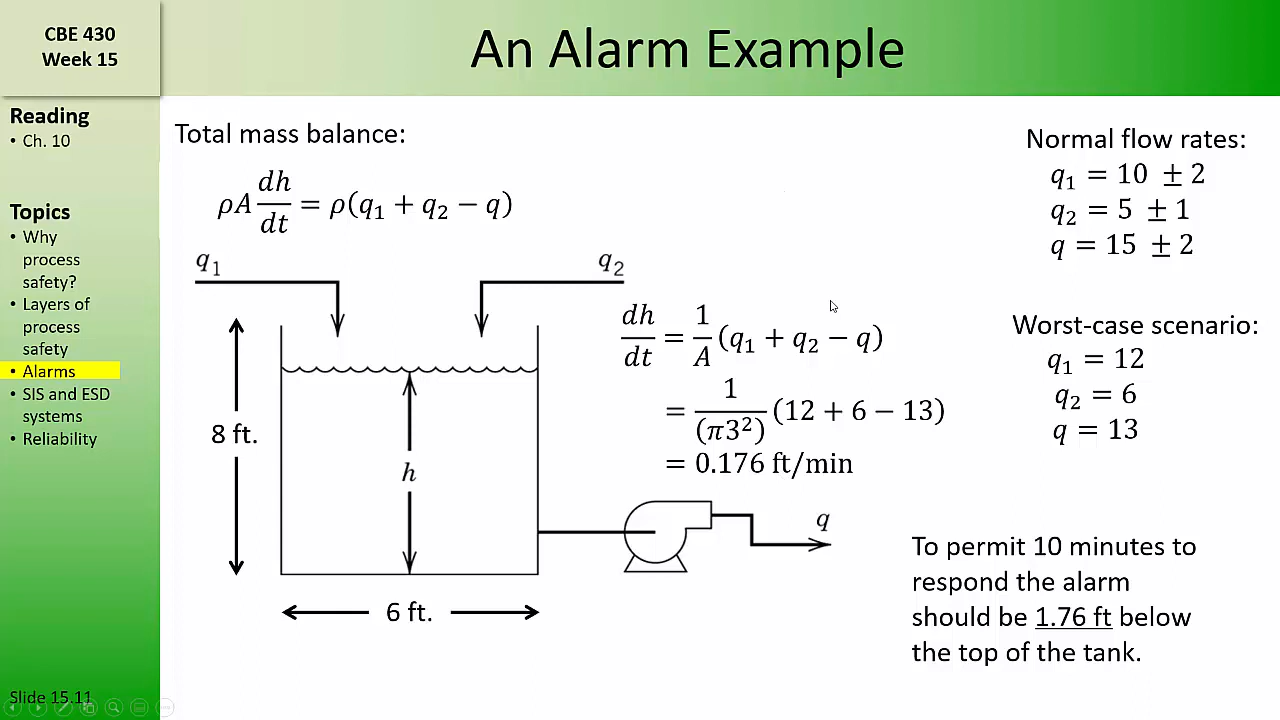 CBE 430
Week 15
An Alarm Example
Reading
• Ch. 10
Topics
• Why
process
safety?
• Layers of
process
safety
• Alarms
• SIS and ESD
systems
• Reliability
Slide 15.11
Total mass balance:
ρA dh/dt = ρ(q₁ + q₂ − q)
q₁
q₂
8 ft.
h
6 ft.
q
dh/dt = 1/A (q₁ + q₂ − q)
= 1/(π3²) (12 + 6 − 13)
= 0.176 ft/min
Normal flow rates:
q₁ = 10 ± 2
q₂ = 5 ± 1
q = 15 ± 2
Worst-case scenario:
q₁ = 12
q₂ = 6
q = 13
To permit 10 minutes to
respond the alarm
should be 1.76 ft below
the top of the tank.